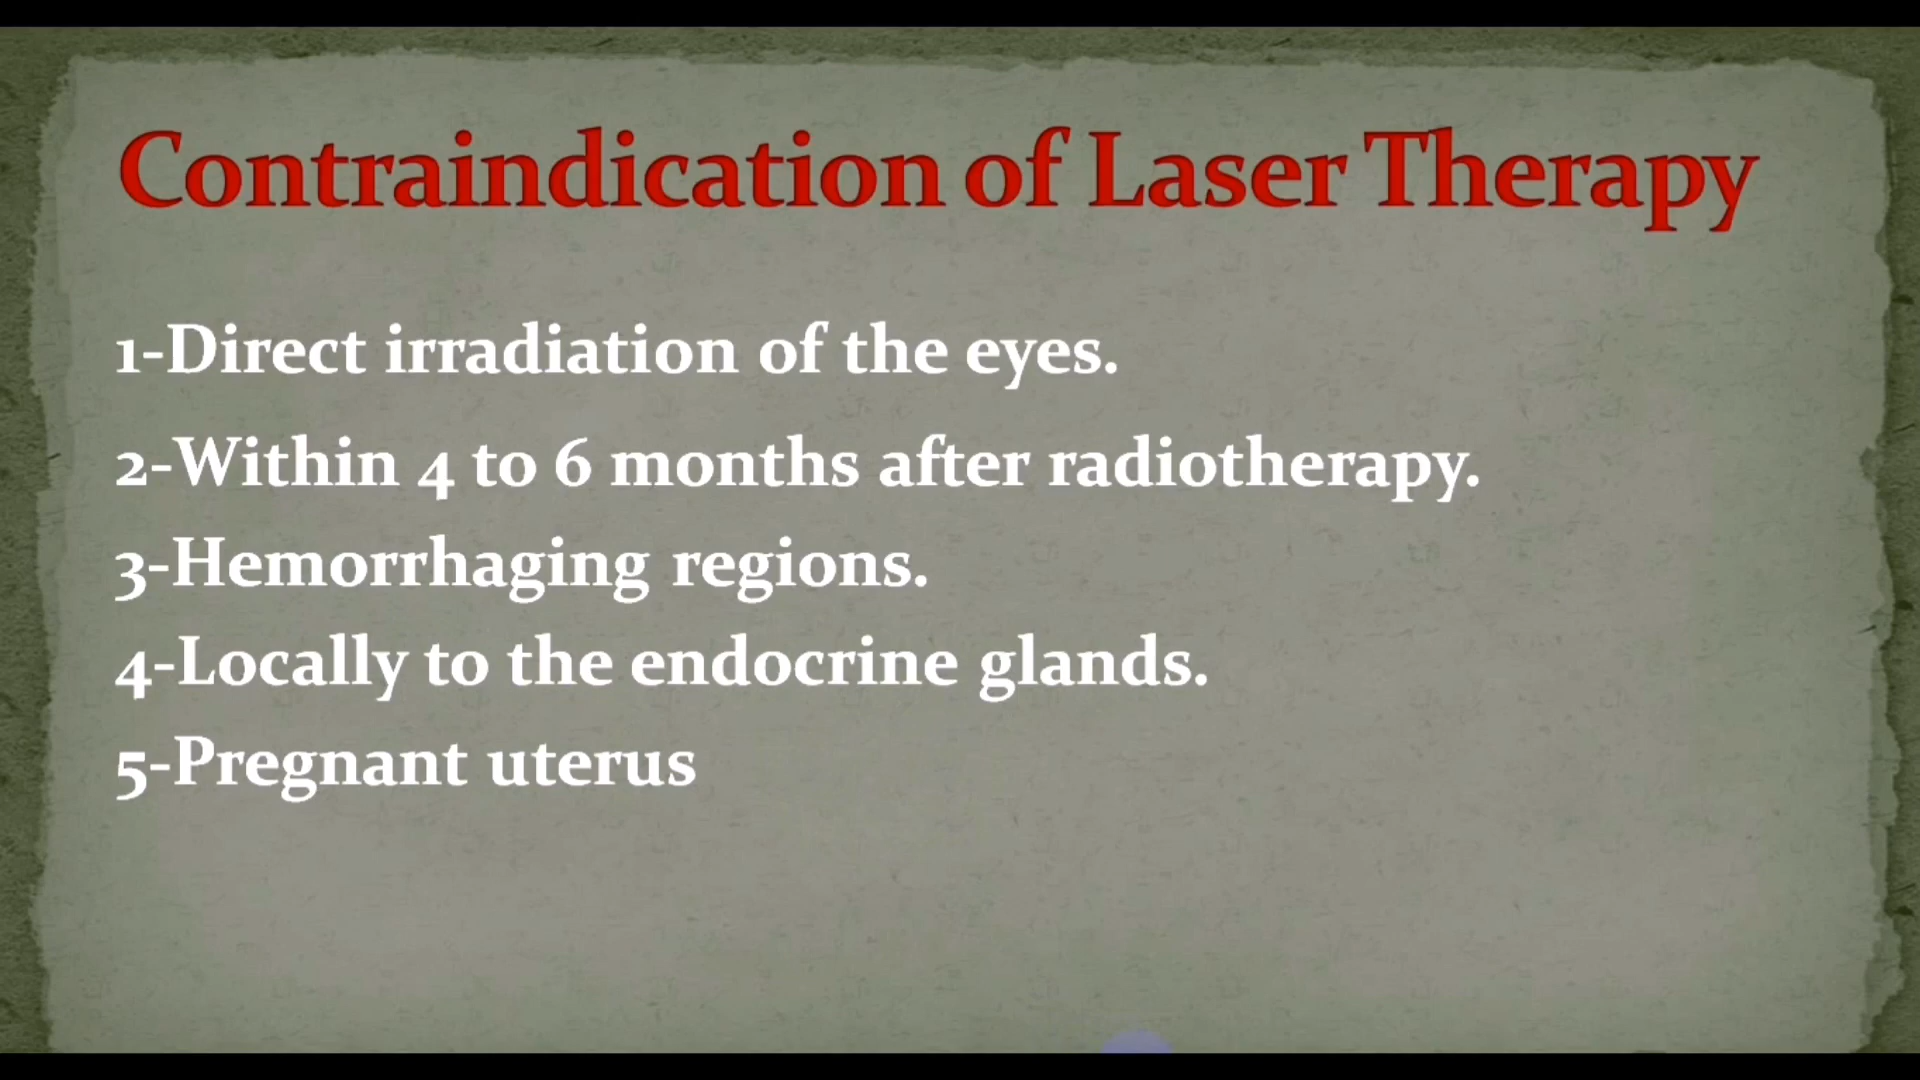 Contraindication of Laser Therapy
1-Direct irradiation of the eyes.
2-Within 4 to 6 months after radiotherapy.
3-Hemorrhaging regions.
4-Locally to the endocrine glands.
5-Pregnant uterus